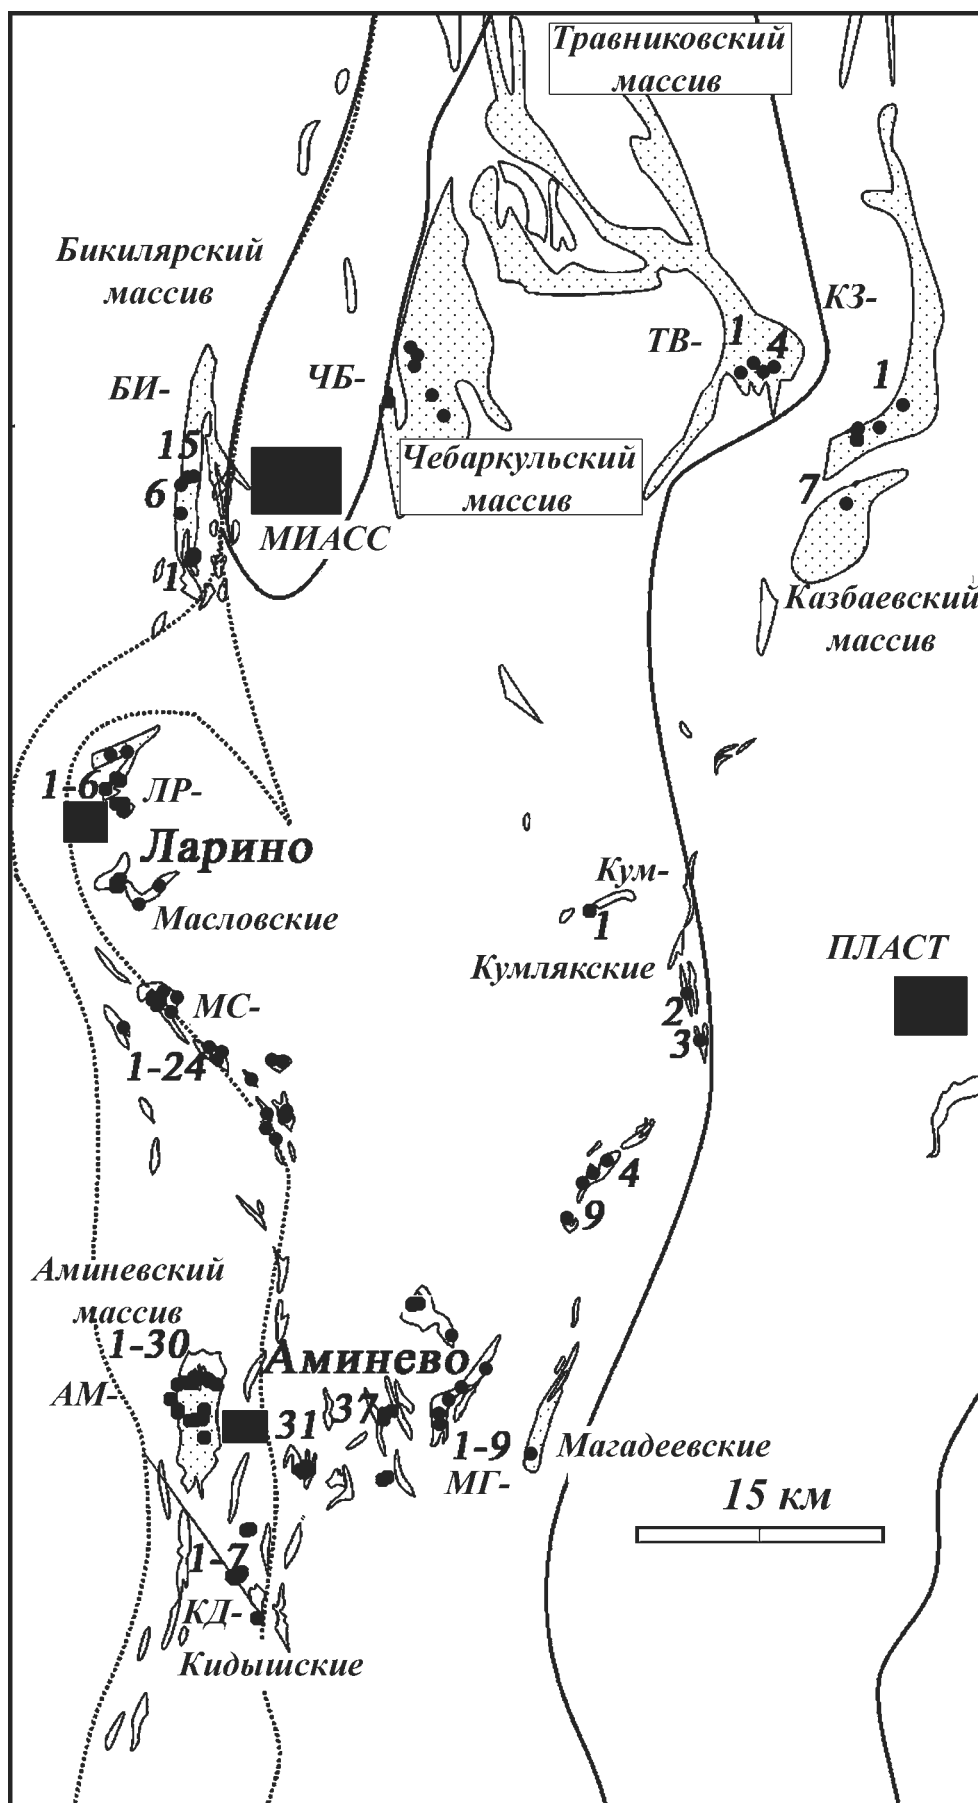 Травниковский
массив
Бикилярский
массив
КЗ-
ТВ-
1
4
ЧБ-
БИ-
1
15
Чебаркульский
массив
6
7
МИАСС
1
Казбаевский
массив
1-6
ЛР-
Ларино
Кум-
Масловские
1
ПЛАСТ
Кумлякские
МС-
2
3
1-24
4
9
Аминевский
массив
1-30
Аминево
АМ-
31
37
1-9
Магадеевские
МГ-
15 км
1-7
КД-
Кидышские